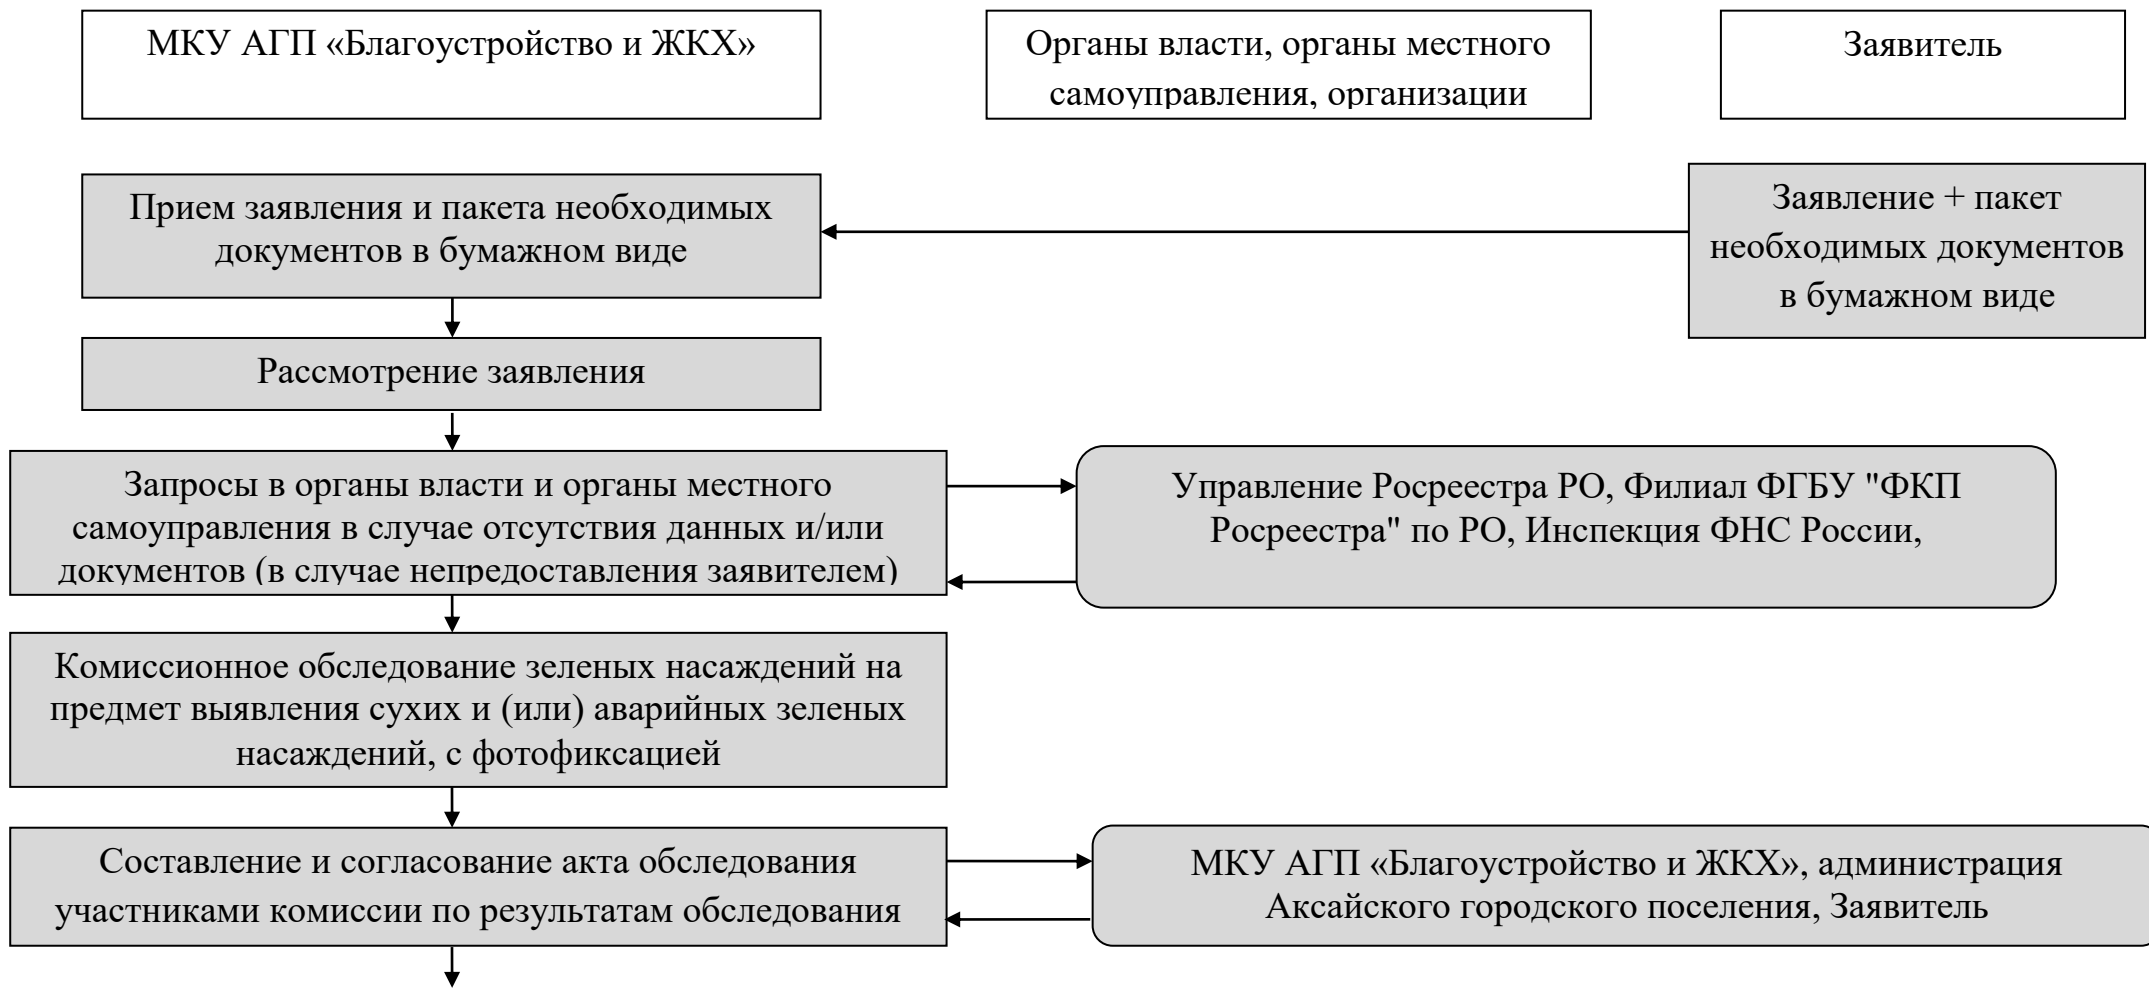 МКУ АГП «Благоустройство и ЖКХ»
Органы власти, органы местного
самоуправления, организации
Заявитель
Прием заявления и пакета необходимых
документов в бумажном виде
Заявление + пакет
необходимых документов
в бумажном виде
Рассмотрение заявления
Запросы в органы власти и органы местного
самоуправления в случае отсутствия данных и/или
документов (в случае непредоставления заявителем)
Управление Росреестра РО, Филиал ФГБУ "ФКП
Росреестра" по РО, Инспекция ФНС России,
Комиссионное обследование зеленых насаждений на
предмет выявления сухих и (или) аварийных зеленых
насаждений, с фотофиксацией
Составление и согласование акта обследования
участниками комиссии по результатам обследования
МКУ АГП «Благоустройство и ЖКХ», администрация
Аксайского городского поселения, Заявитель